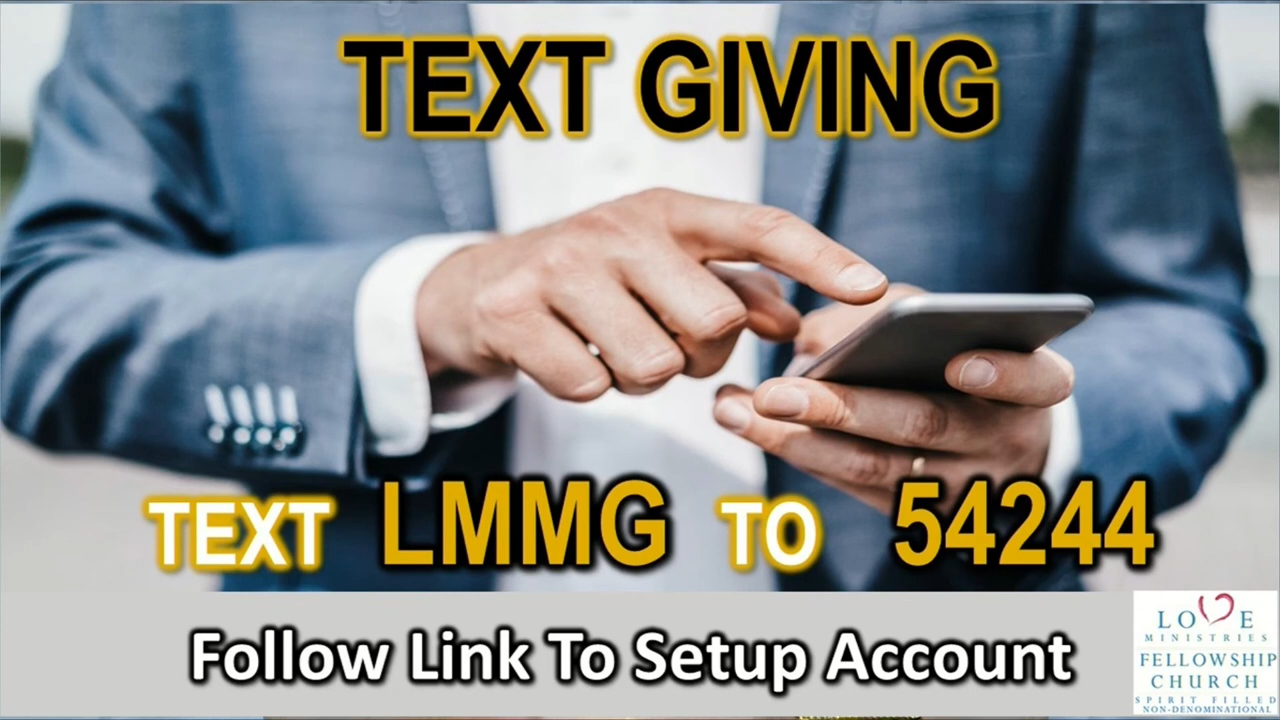 TEXT GIVING
TEXT LMMG TO 54244
Follow Link To Setup Account
LOVE
MINISTRIES
FELLOWSHIP
CHURCH
SPIRIT FILLED
NON-DENOMINATIONAL